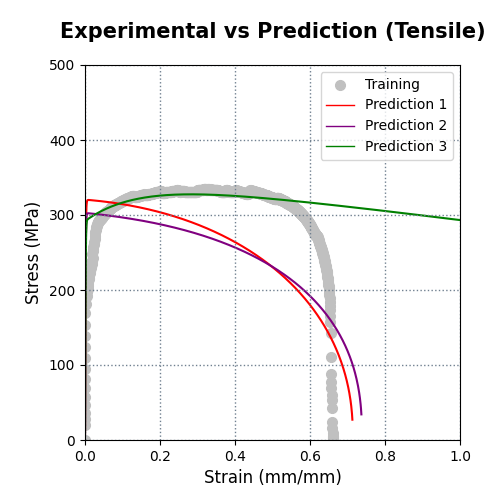 Experimental vs Prediction (Tensile)
500
400
300
200
100
0
Stress (MPa)
Training
Prediction 1
Prediction 2
Prediction 3
0.0 0.2 0.4 0.6 0.8 1.0
Strain (mm/mm)